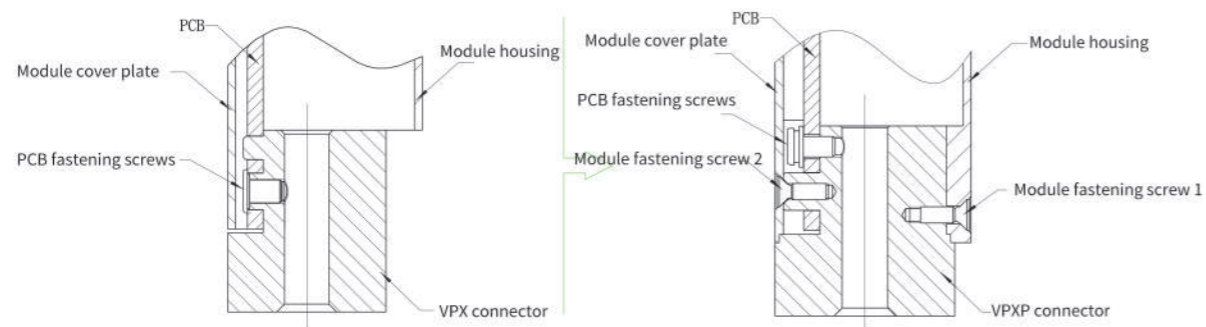 PCB
Module housing
Module cover plate
PCB fastening screws
VPX connector
PCB
Module cover plate
Module housing
PCB fastening screws
Module fastening screw 2
Module fastening screw 1
VPXP connector